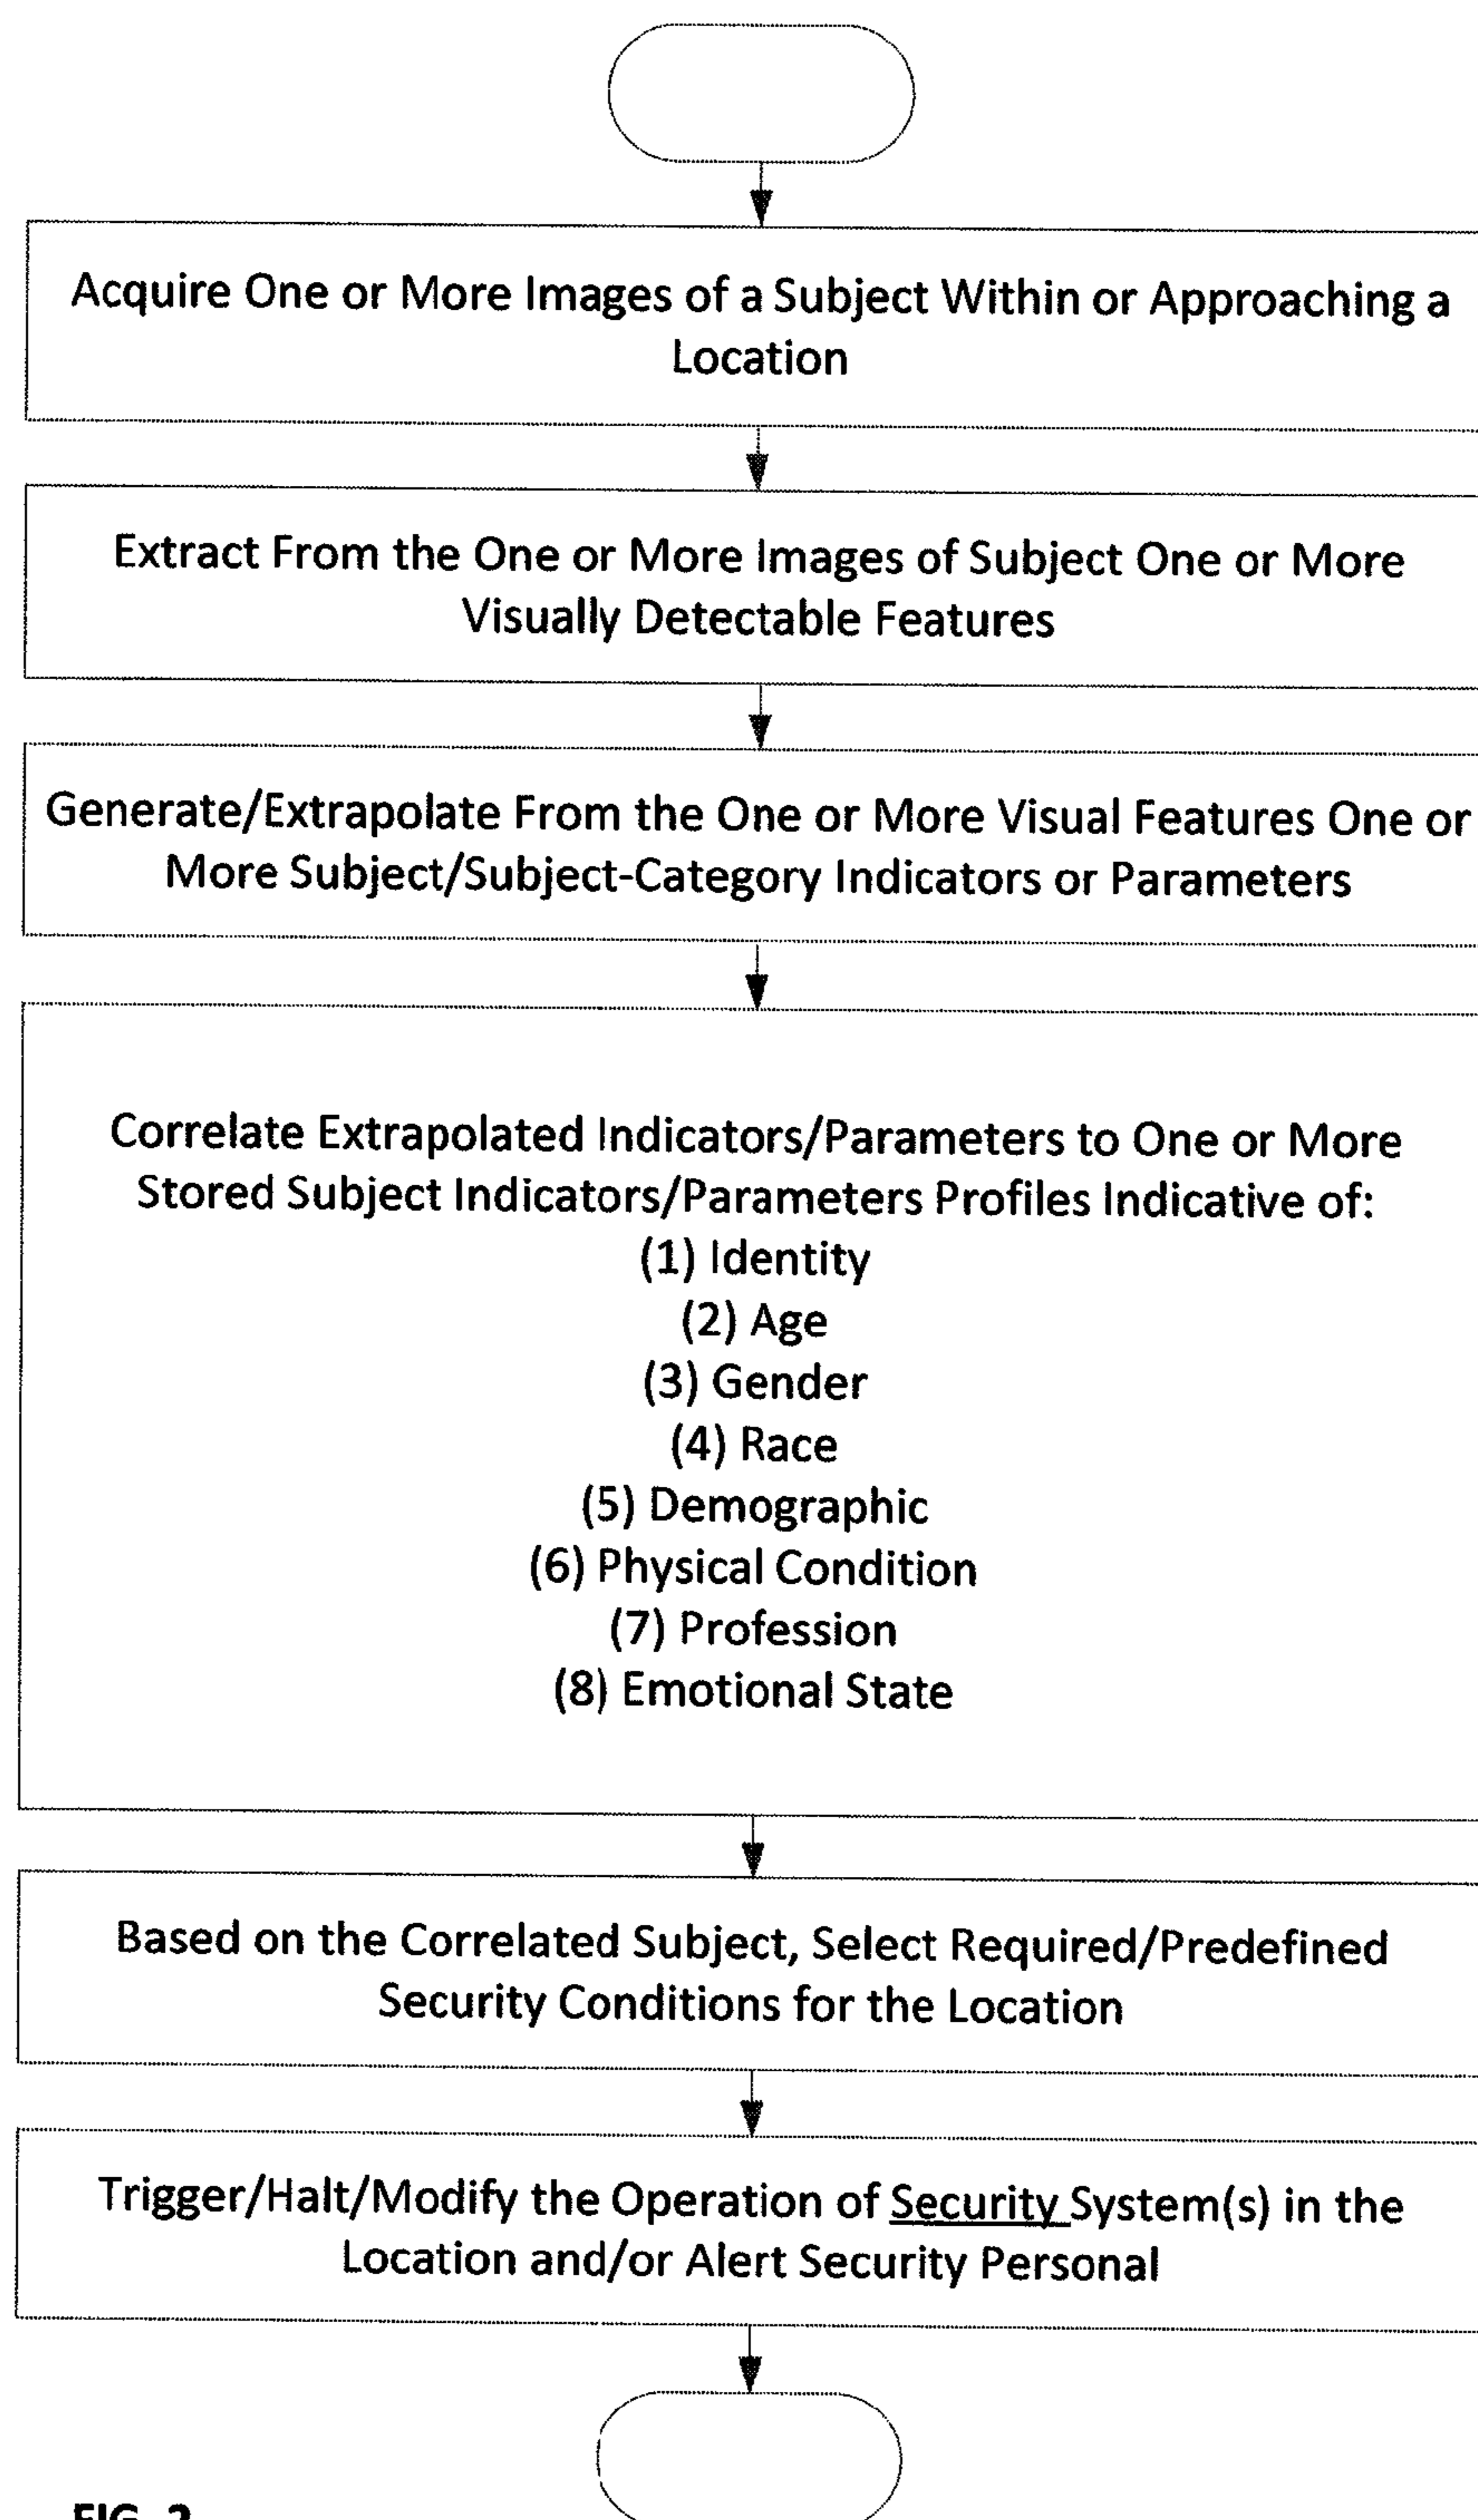 Acquire One or More Images of a Subject Within or Approaching a
Location
Extract From the One or More Images of Subject One or More
Visually Detectable Features
Generate/Extrapolate From the One or More Visual Features One or
More Subject/Subject-Category Indicators or Parameters
Correlate Extrapolated Indicators/Parameters to One or More
Stored Subject Indicators/Parameters Profiles Indicative of:
(1) Identity
(2) Age
(3) Gender
(4) Race
(5) Demographic
(6) Physical Condition
(7) Profession
(8) Emotional State
Based on the Correlated Subject, Select Required/Predefined
Security Conditions for the Location
Trigger/Halt/Modify the Operation of Security System(s) in the
Location and/or Alert Security Personal
FIG. 2